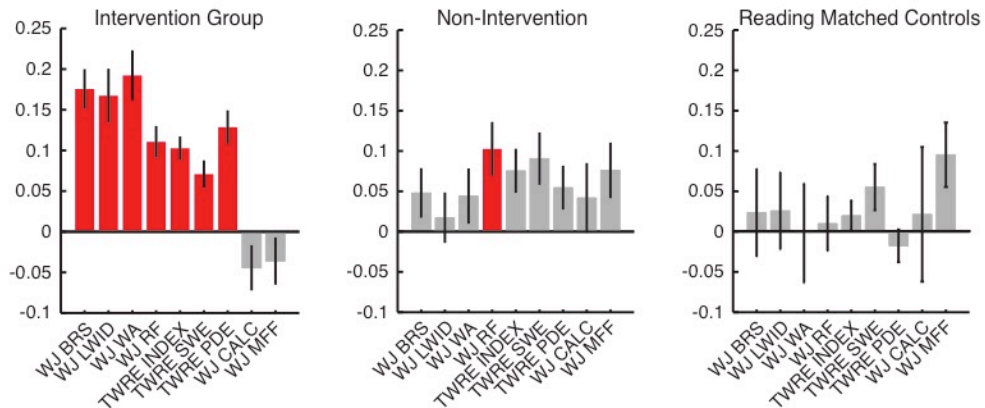 Intervention Group
0.25
0.2
0.15
0.1
0.05
0
-0.05
-0.1
WJ BRS
WJ LWID
WJ WA
WJ RF
TWRE INDEX
TWRE SWE
TWRE PDE
WJ CALC
WJ MFF
Non-Intervention
0.25
0.2
0.15
0.1
0.05
0
-0.05
-0.1
WJ BRS
WJ LWID
WJ WA
WJ RF
TWRE INDEX
TWRE SWE
TWRE PDE
WJ CALC
WJ MFF
Reading Matched Controls
0.25
0.2
0.15
0.1
0.05
0
-0.05
-0.1
WJ BRS
WJ LWID
WJ WA
WJ RF
TWRE INDEX
TWRE SWE
TWRE PDE
WJ CALC
WJ MFF